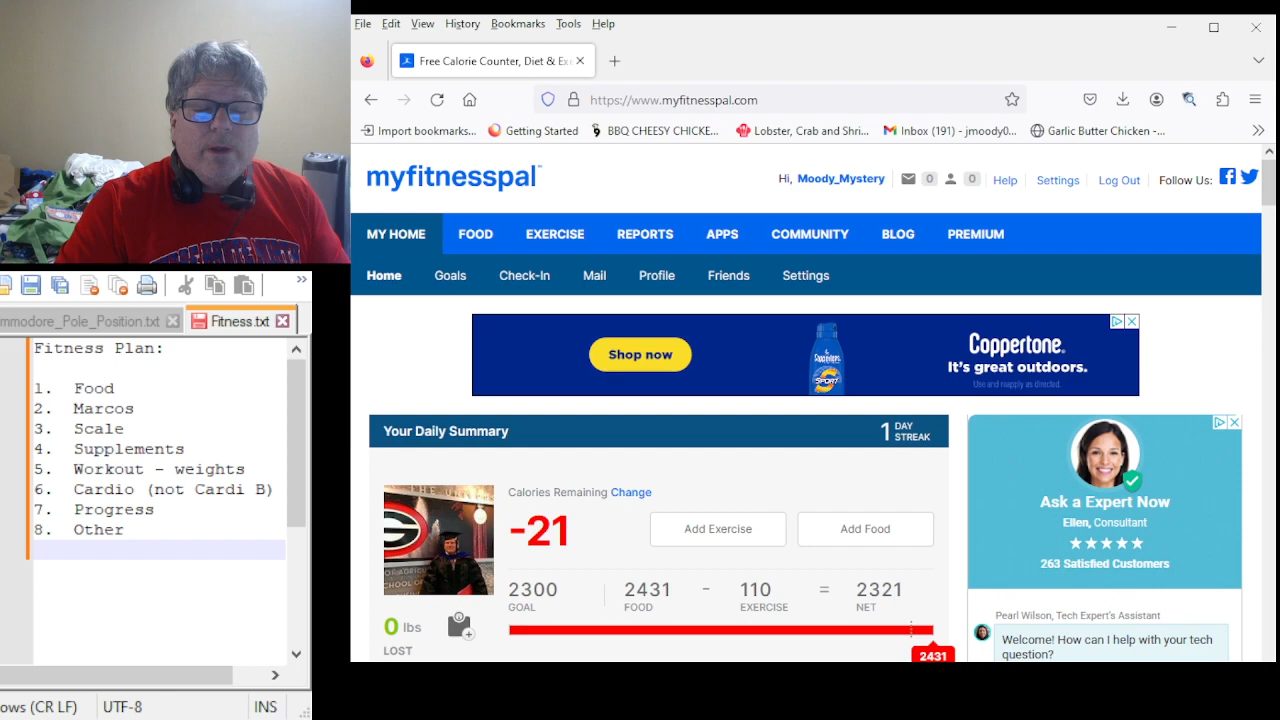 File Edit View History Bookmarks Tools Help
Free Calorie Counter, Diet & Ex
https://www.myfitnesspal.com
Import bookmarks... Getting Started BBQ CHEESY CHICKE... Lobster, Crab and Shri... Inbox (191) - jmoody0... Garlic Butter Chicken -...
myfitnesspal
Hi, Moody_Mystery 0 0 Help Settings Log Out Follow Us:
MY HOME FOOD EXERCISE REPORTS APPS COMMUNITY BLOG PREMIUM
Home Goals Check-In Mail Profile Friends Settings
Shop now
Coppertone
SPORT
Coppertone.
It's great outdoors.
Use and reapply as directed.
Your Daily Summary
1 DAY
STREAK
Calories Remaining Change
-21
Add Exercise Add Food
2300 2431 - 110 = 2321
GOAL FOOD EXERCISE NET
0 lbs
LOST
2431
G
Ask a Expert Now
Ellen, Consultant
263 Satisfied Customers
Pearl Wilson, Tech Expert's Assistant
Welcome! How can I help with your tech
question?
mmodore_Pole_Position.txt Fitness.txt
Fitness Plan:
1. Food
2. Marcos
3. Scale
4. Supplements
5. Workout - weights
6. Cardio (not Cardi B)
7. Progress
8. Other
ows (CR LF) UTF-8 INS